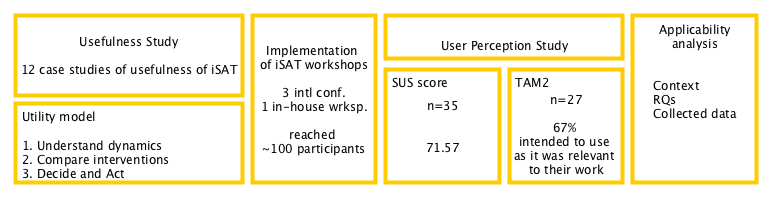 Usefulness Study
12 case studies of usefulness of iSAT
Utility model
1. Understand dynamics
2. Compare interventions
3. Decide and Act
Implementation
of iSAT workshops
3 intl conf.
1 in-house wrksp.
reached
~100 participants
User Perception Study
SUS score
n=35
71.57
TAM2
n=27
67%
intended to use
as it was relevant
to their work
Applicability
analysis
Context
RQs
Collected data